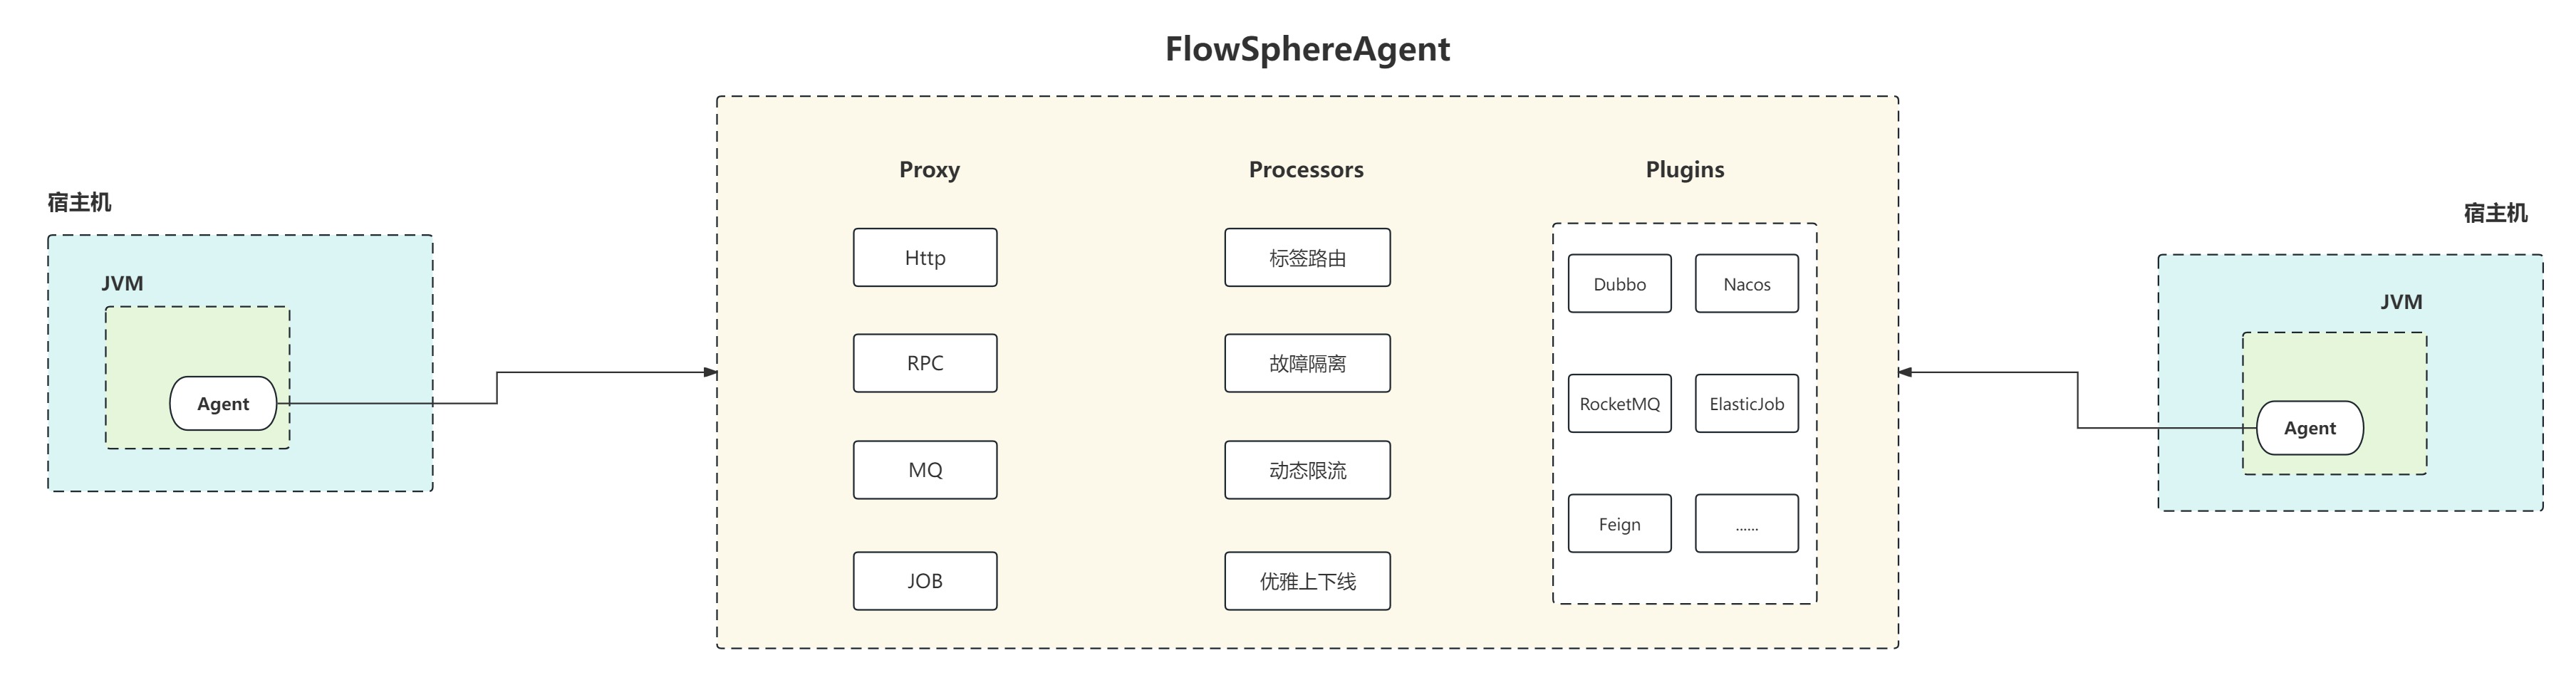 FlowSphereAgent
宿主机
JVM
Agent
Proxy
Http
RPC
MQ
JOB
Processors
标签路由
故障隔离
动态限流
优雅上下线
Plugins
Dubbo
Nacos
RocketMQ
ElasticJob
Feign
......
宿主机
JVM
Agent